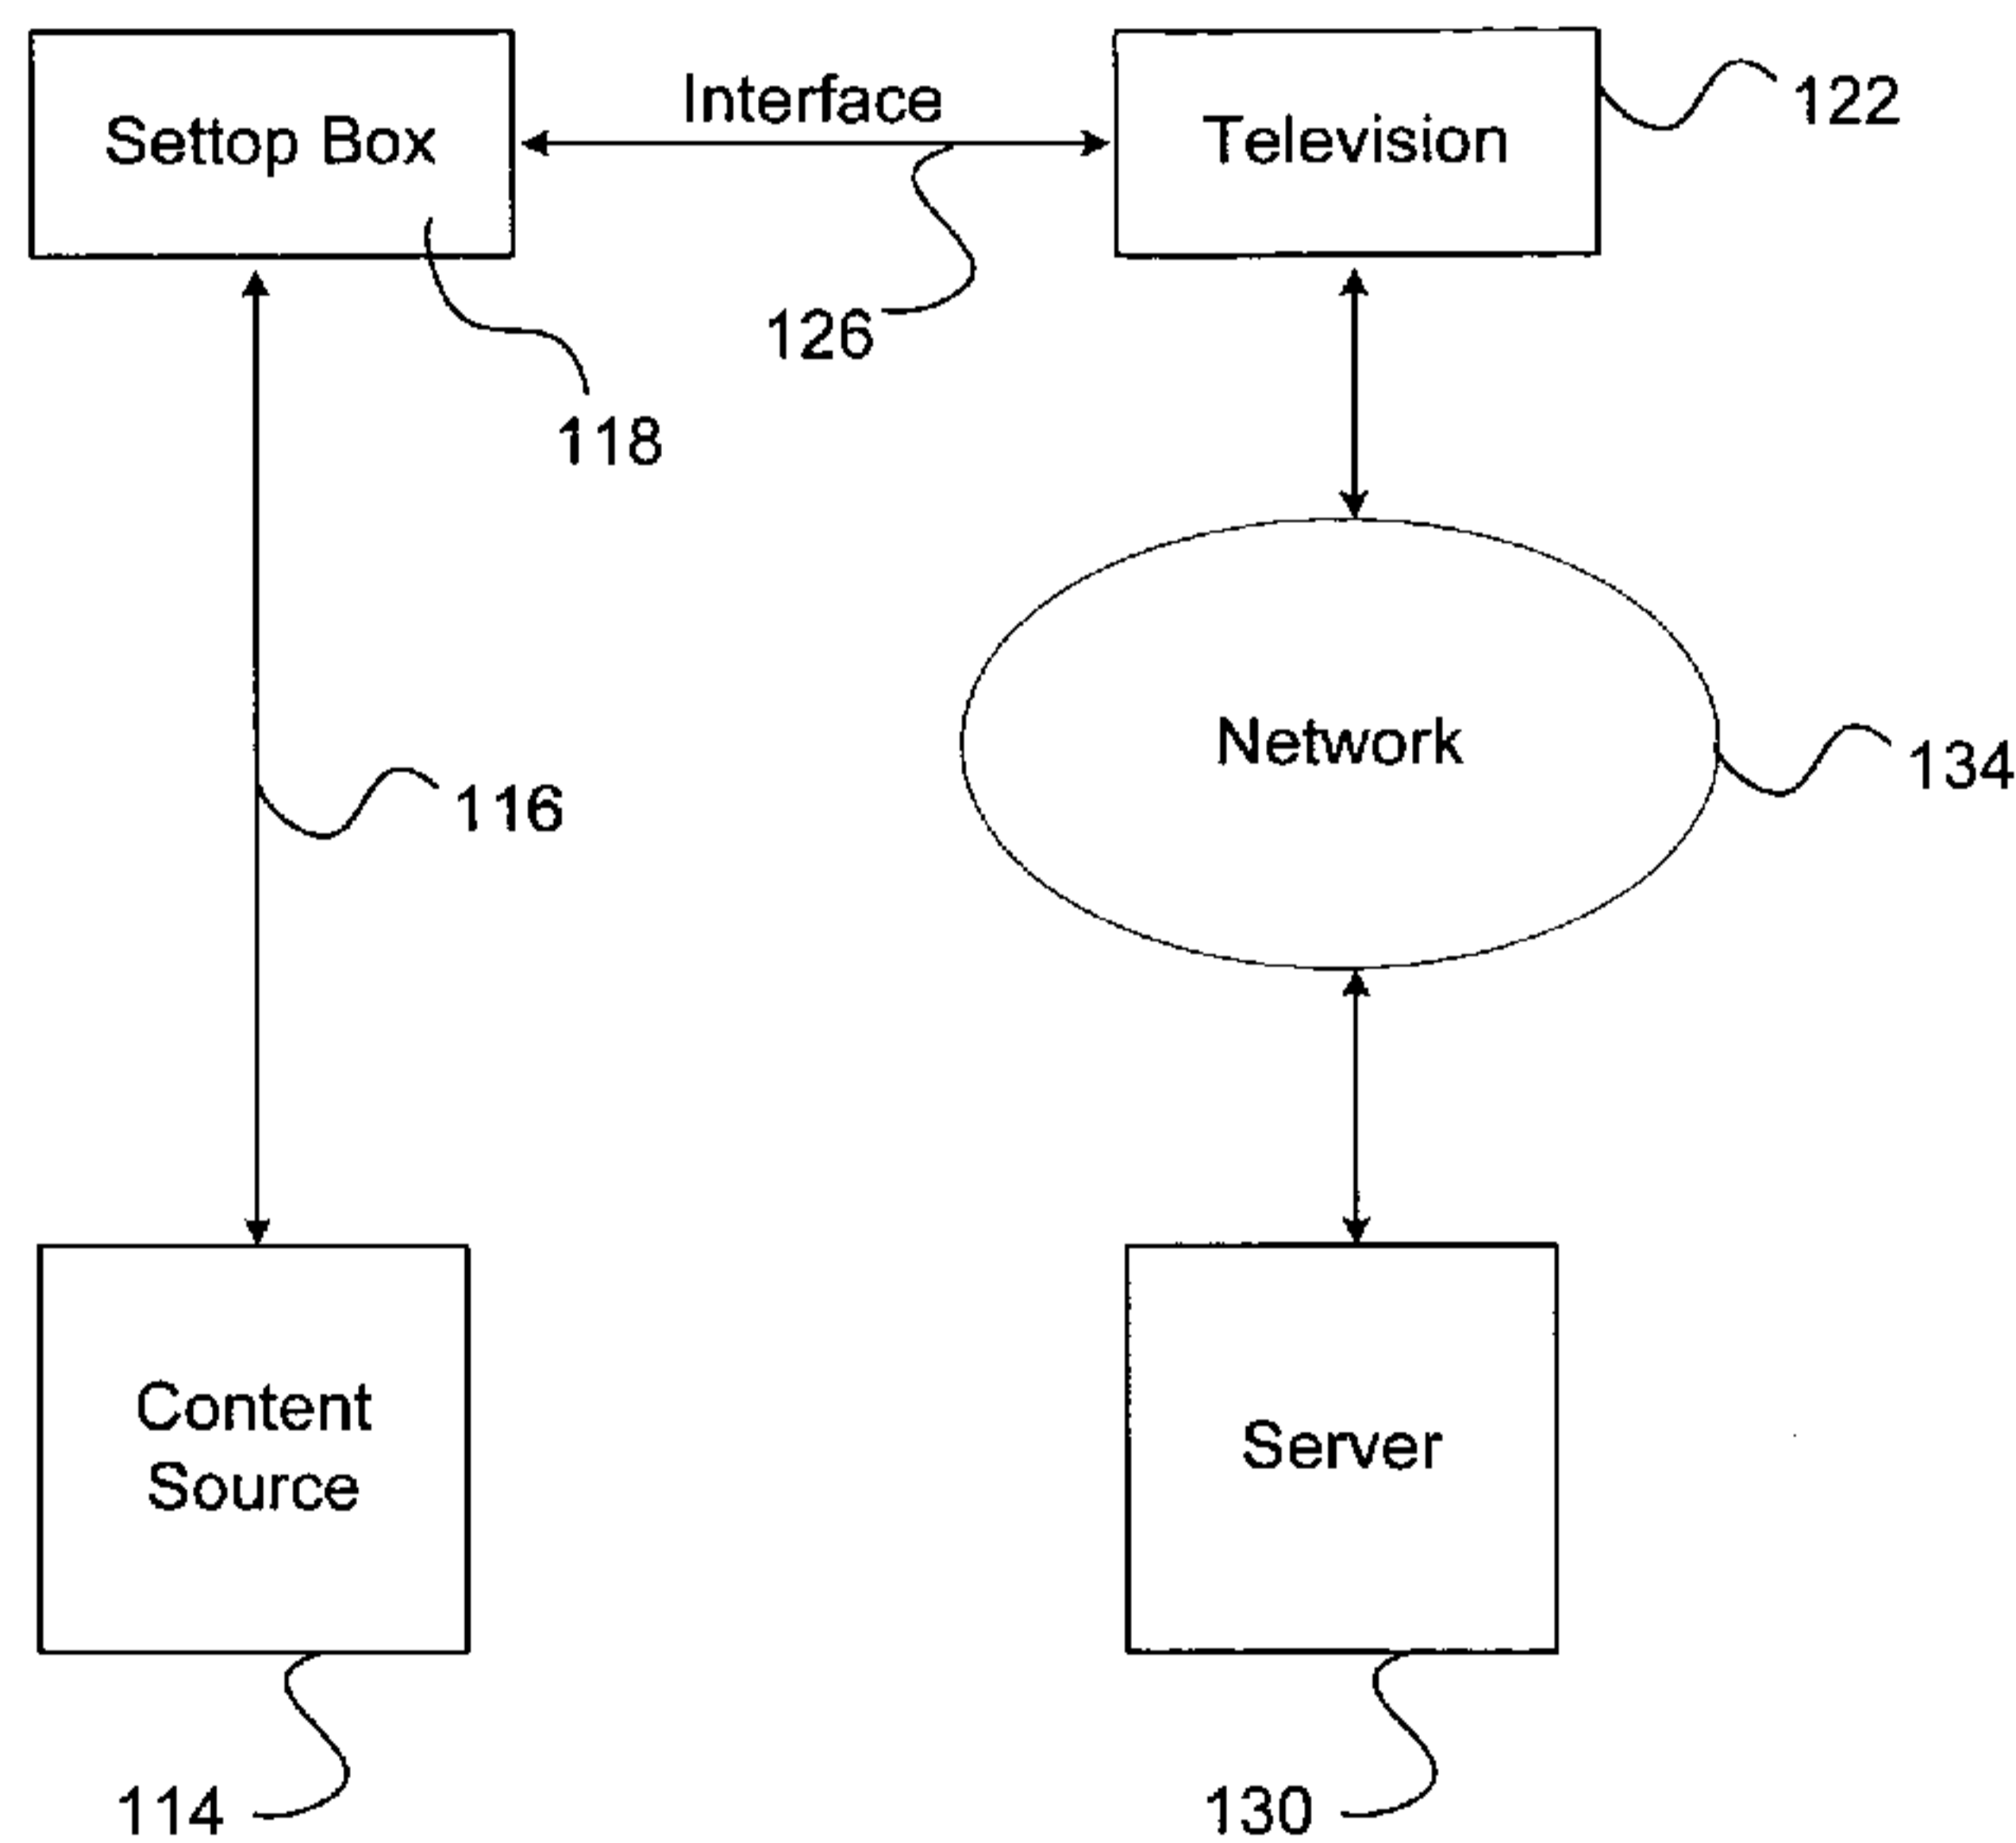 Settop Box
Interface
Television
122
126
118
Network
134
116
Content
Source
Server
114
130